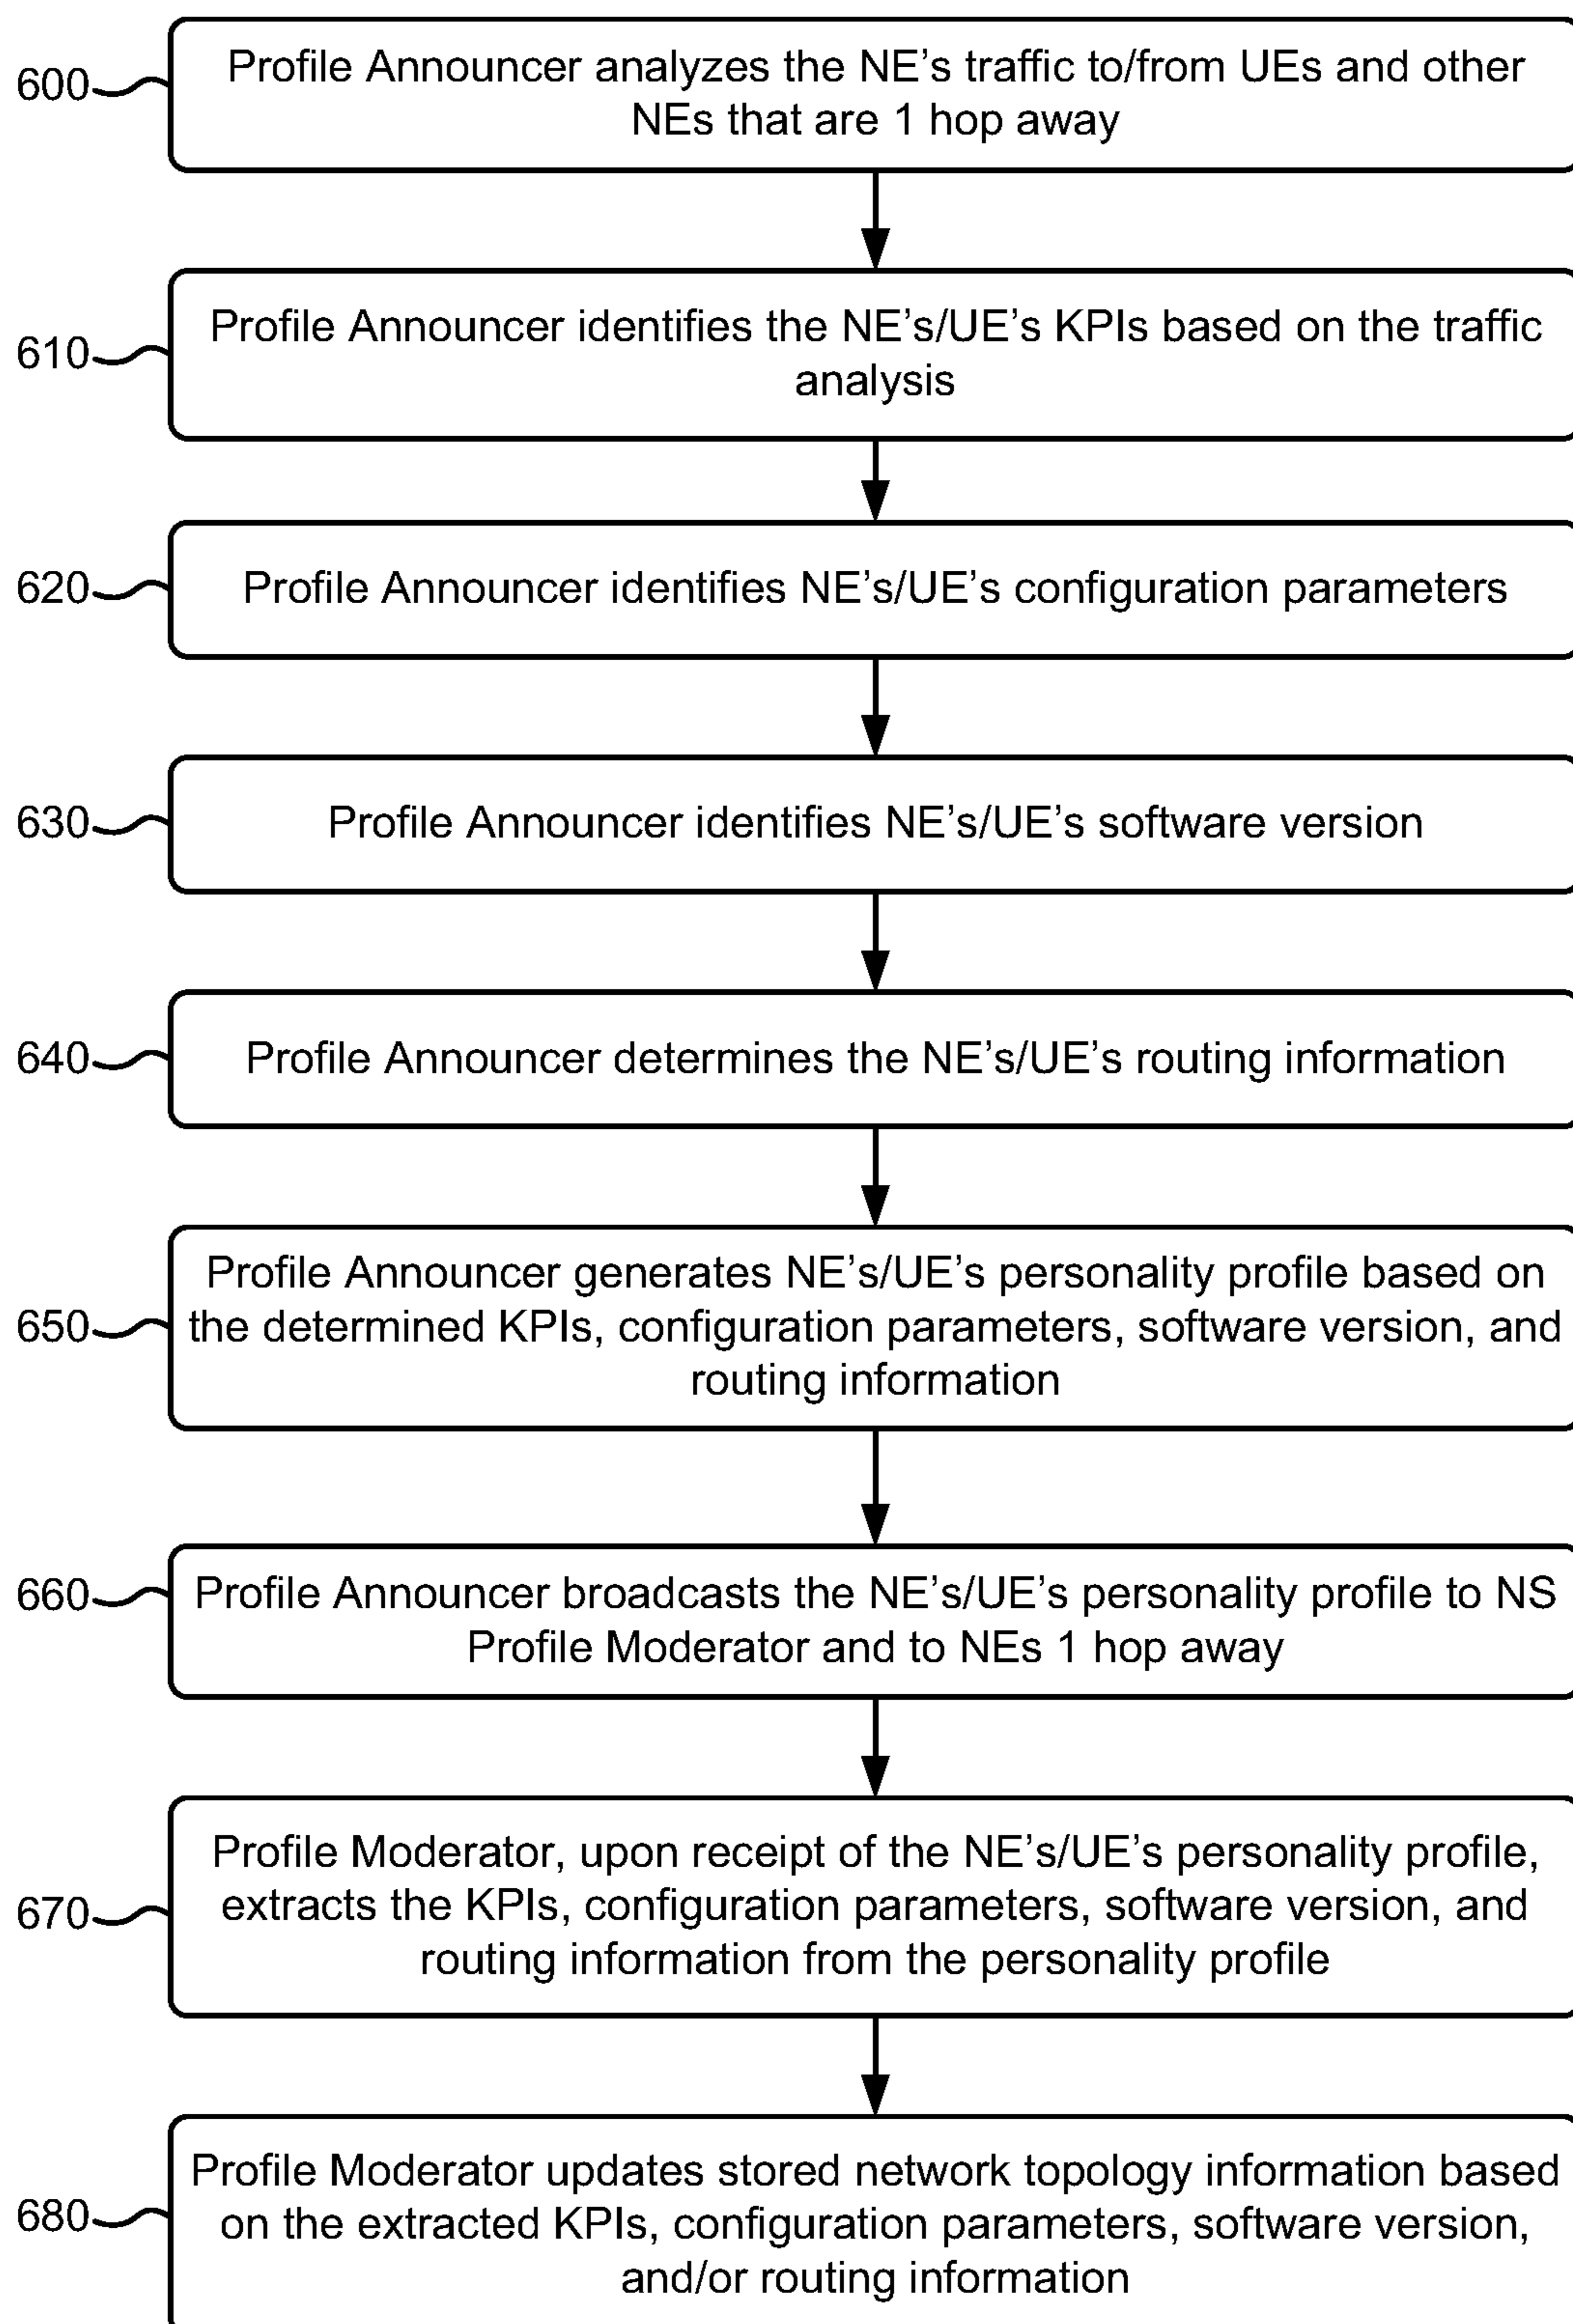 600
Profile Announcer analyzes the NE’s traffic to/from UEs and other
NEs that are 1 hop away
610
Profile Announcer identifies the NE’s/UE’s KPIs based on the traffic
analysis
620
Profile Announcer identifies NE’s/UE’s configuration parameters
630
Profile Announcer identifies NE’s/UE’s software version
640
Profile Announcer determines the NE’s/UE’s routing information
650
Profile Announcer generates NE’s/UE’s personality profile based on
the determined KPIs, configuration parameters, software version, and
routing information
660
Profile Announcer broadcasts the NE’s/UE’s personality profile to NS
Profile Moderator and to NEs 1 hop away
670
Profile Moderator, upon receipt of the NE’s/UE’s personality profile,
extracts the KPIs, configuration parameters, software version, and
routing information from the personality profile
680
Profile Moderator updates stored network topology information based
on the extracted KPIs, configuration parameters, software version,
and/or routing information